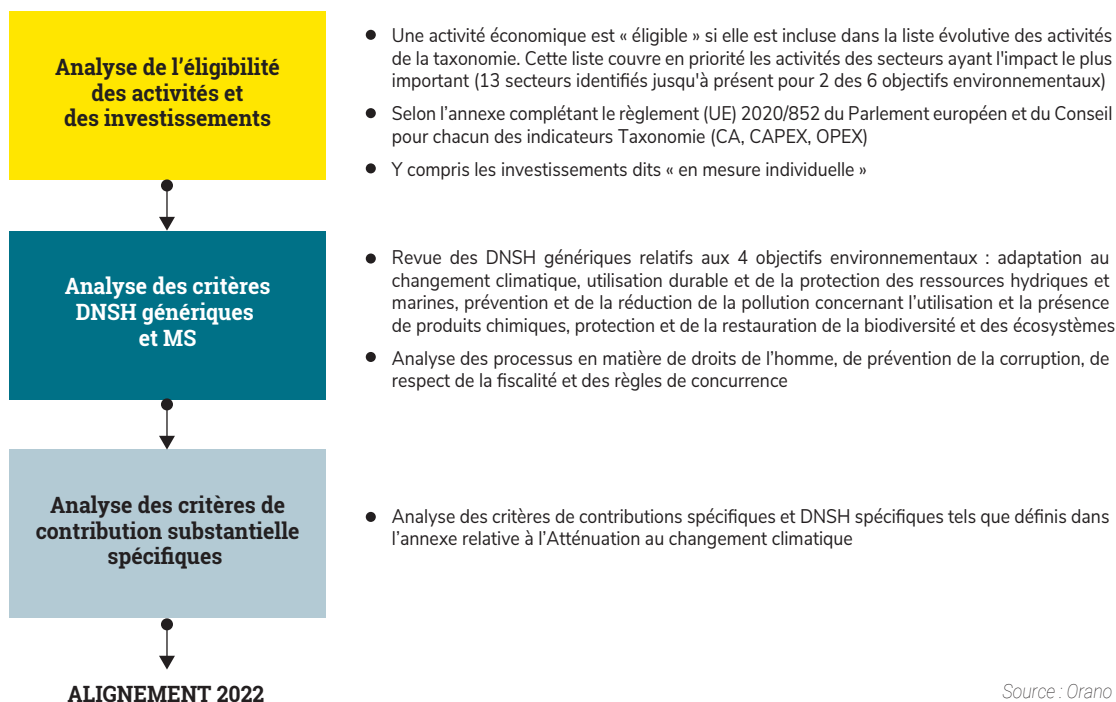 Analyse de l’éligibilité
des activités et
des investissements
● Une activité économique est « éligible » si elle est incluse dans la liste évolutive des activités
de la taxonomie. Cette liste couvre en priorité les activités des secteurs ayant l'impact le plus
important (13 secteurs identifiés jusqu'à présent pour 2 des 6 objectifs environnementaux)
● Selon l’annexe complétant le règlement (UE) 2020/852 du Parlement européen et du Conseil
pour chacun des indicateurs Taxonomie (CA, CAPEX, OPEX)
● Y compris les investissements dits « en mesure individuelle »
Analyse des critères
DNSH génériques
et MS
● Revue des DNSH génériques relatifs aux 4 objectifs environnementaux : adaptation au
changement climatique, utilisation durable et de la protection des ressources hydriques et
marines, prévention et de la réduction de la pollution concernant l’utilisation et la présence
de produits chimiques, protection et de la restauration de la biodiversité et des écosystèmes
● Analyse des processus en matière de droits de l’homme, de prévention de la corruption, de
respect de la fiscalité et des règles de concurrence
Analyse des critères de
contribution substantielle
spécifiques
● Analyse des critères de contributions spécifiques et DNSH spécifiques tels que définis dans
l’annexe relative à l’Atténuation au changement climatique
ALIGNEMENT 2022
Source : Orano